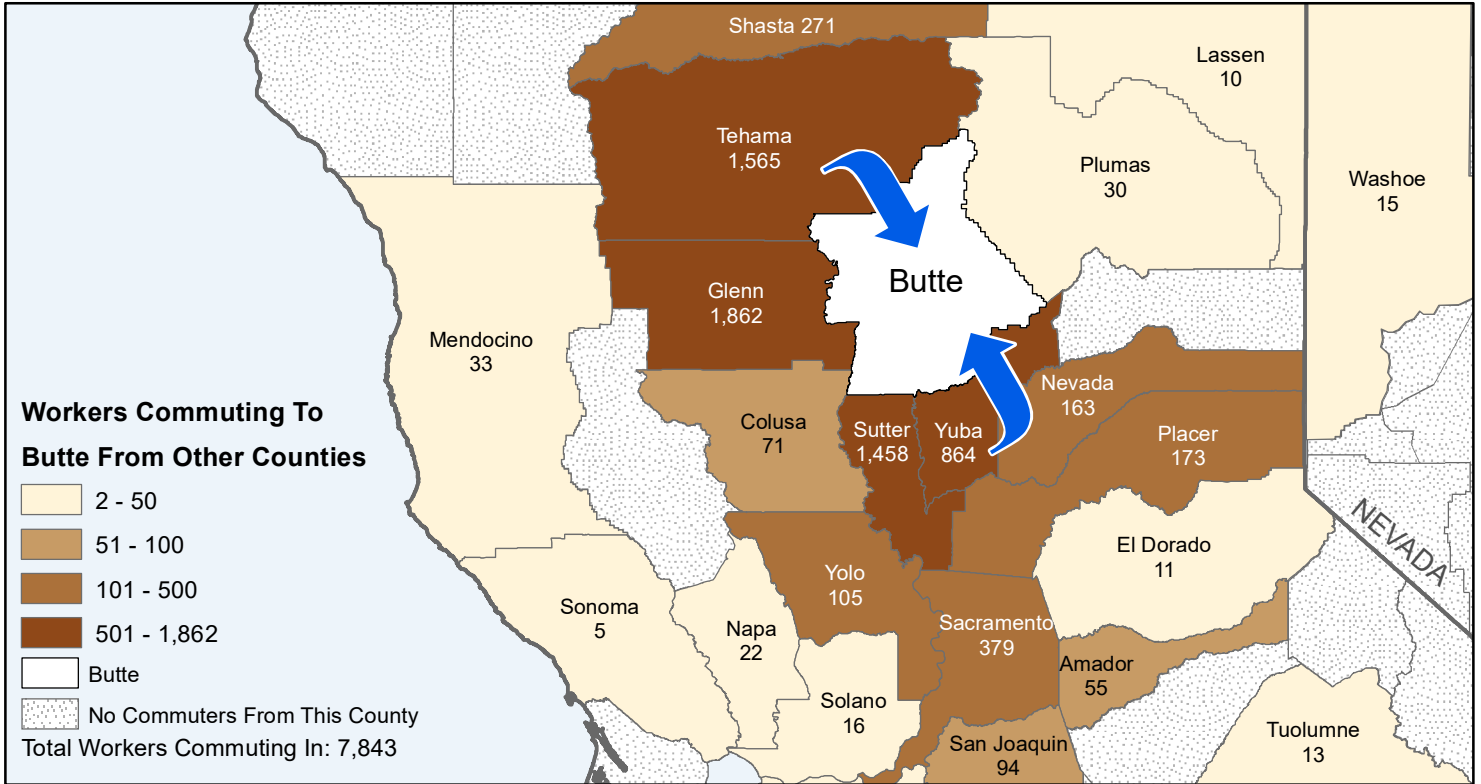 Shasta 271
Lassen
10
Tehama
1,565
Plumas
30
Washoe
15
Butte
Glenn
1,862
Mendocino
33
Nevada
163
Colusa
71
Sutter
1,458
Yuba
864
Placer
173
NEVADA
El Dorado
11
Yolo
105
Sonoma
5
Napa
22
Sacramento
379
Amador
55
Solano
16
San Joaquin
94
Tuolumne
13
Workers Commuting To
Butte From Other Counties
2 - 50
51 - 100
101 - 500
501 - 1,862
Butte
No Commuters From This County
Total Workers Commuting In: 7,843